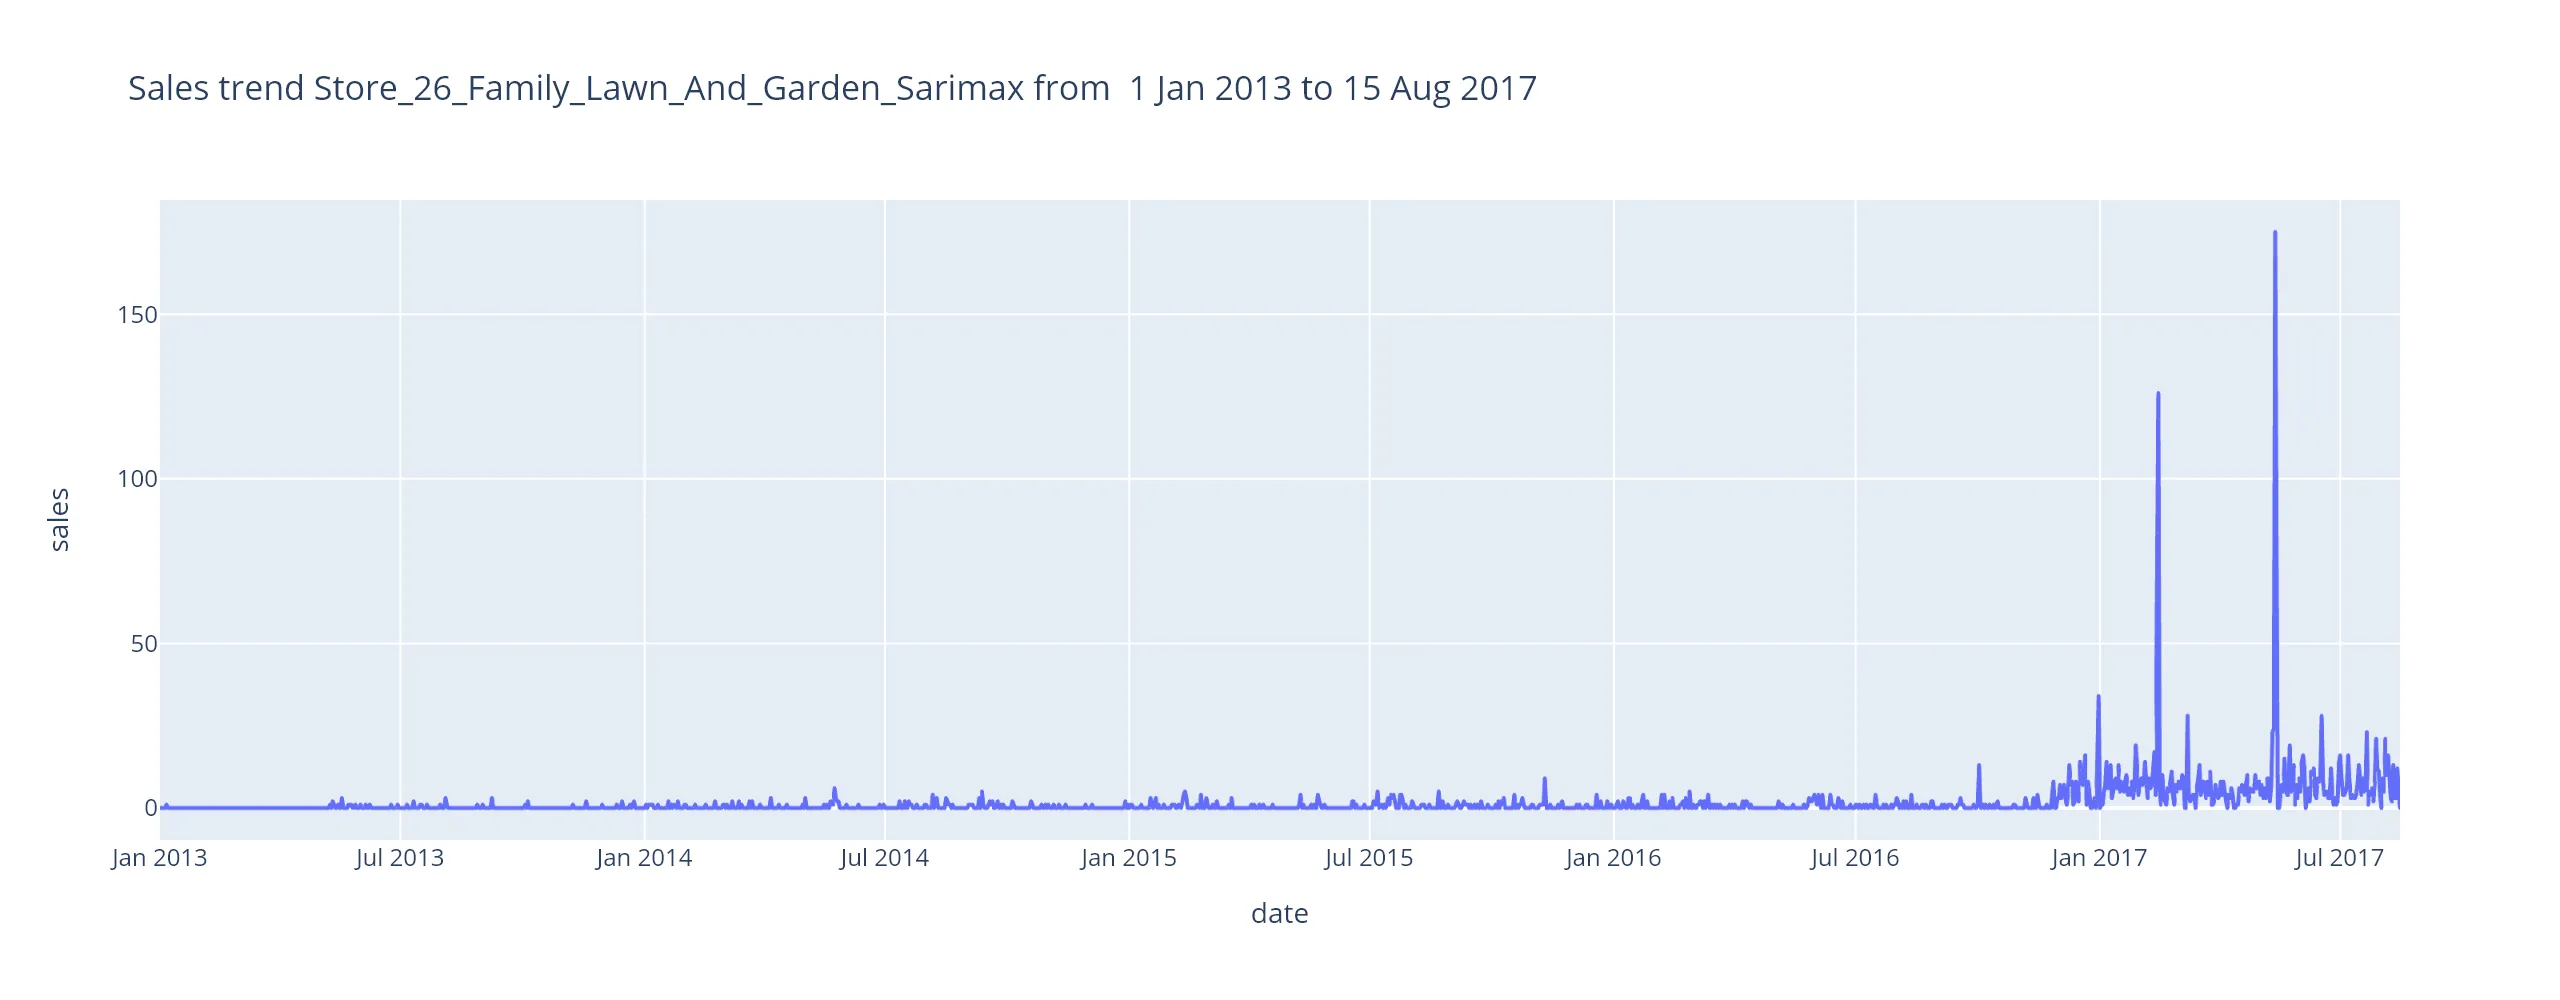 Sales trend Store_26_Family_Lawn_And_Garden_Sarimax from  1 Jan 2013 to 15 Aug 2017
sales
150
100
50
0
Jan 2013 Jul 2013 Jan 2014 Jul 2014 Jan 2015 Jul 2015 Jan 2016 Jul 2016 Jan 2017 Jul 2017
date